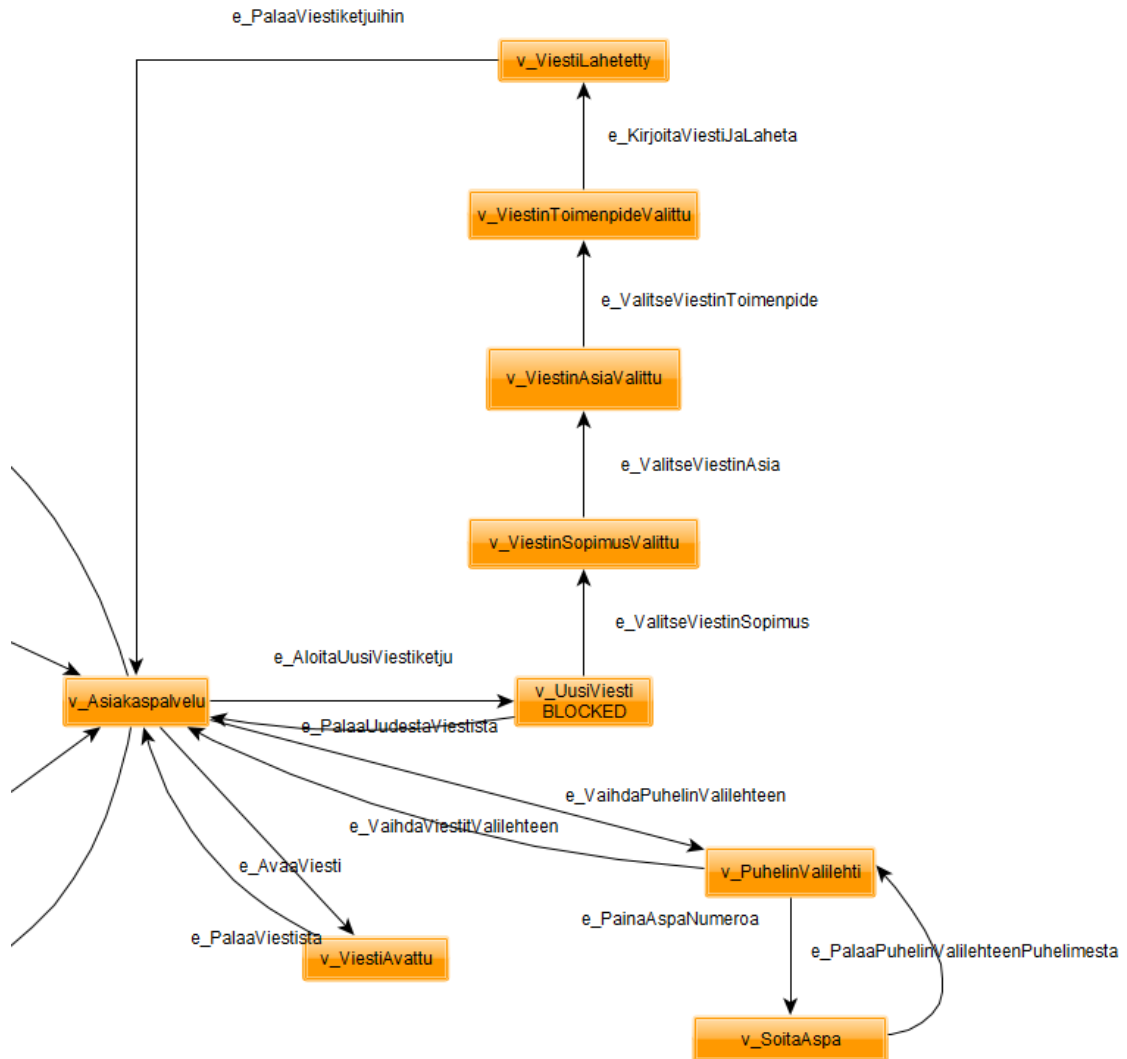 e_PalaaViestiketjuihin
v_ViestiLahetetty
e_KirjoitaViestiJaLaheta
v_ViestinToimenpideValittu
e_ValitseViestinToimenpide
v_ViestinAsiaValittu
e_ValitseViestinAsia
v_ViestinSopimusValittu
e_ValitseViestinSopimus
e_AloitaUusiViestiketju
v_Asiakaspalvelu
v_UusiViesti
BLOCKED
e_PalaaUudestaViestista
e_VaihdaPuhelinValilehteen
e_VaihdaViestitValilehteen
e_AvaaViesti
v_PuhelinValilehti
e_PainaAspaNumeroa
e_PalaaViestista
v_ViestiAvattu
e_PalaaPuhelinValilehteenPuhelimesta
v_SoitaAspa